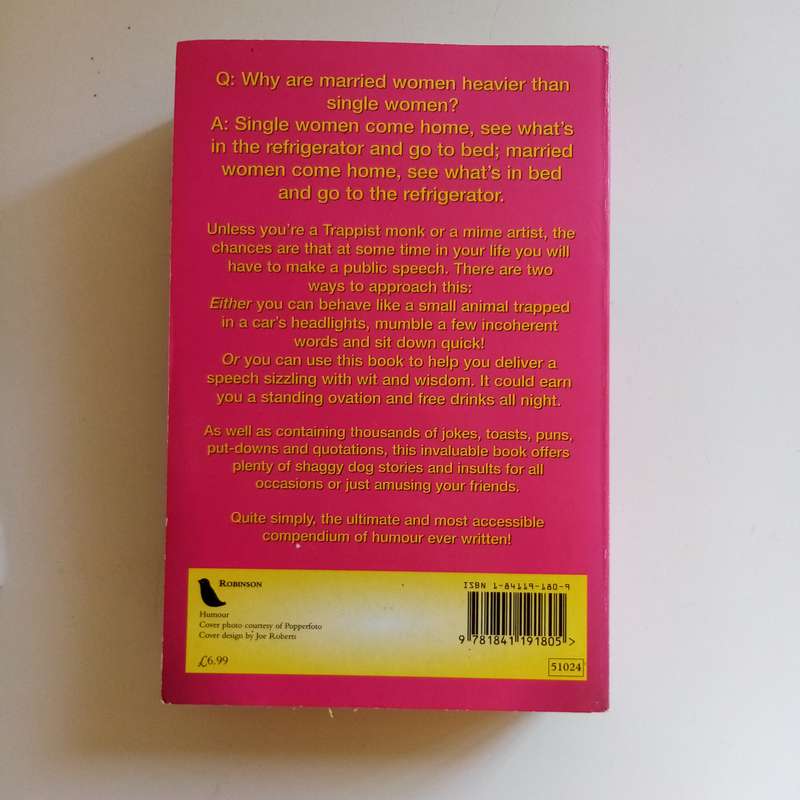 Q: Why are married women heavier than
single women?
A: Single women come home, see what's
in the refrigerator and go to bed; married
women come home, see what's in bed
and go to the refrigerator.
Unless you're a Trappist monk or a mime artist, the
chances are that at some time in your life you will
have to make a public speech. There are two
ways to approach this:
Either you can behave like a small animal trapped
in a car's headlights, mumble a few incoherent
words and sit down quick!
Or you can use this book to help you deliver a
speech sizzling with wit and wisdom. It could earn
you a standing ovation and free drinks all night.
As well as containing thousands of jokes, toasts, puns,
put-downs and quotations, this invaluable book offers
plenty of shaggy dog stories and insults for all
occasions or just amusing your friends.
Quite simply, the ultimate and most accessible
compendium of humour ever written!
ROBINSON
Humour
Cover photo courtesy of Popperfoto
Cover design by Joe Roberts
£6.99
ISBN 1-84119-180-9
9 781841 191805 >
51024